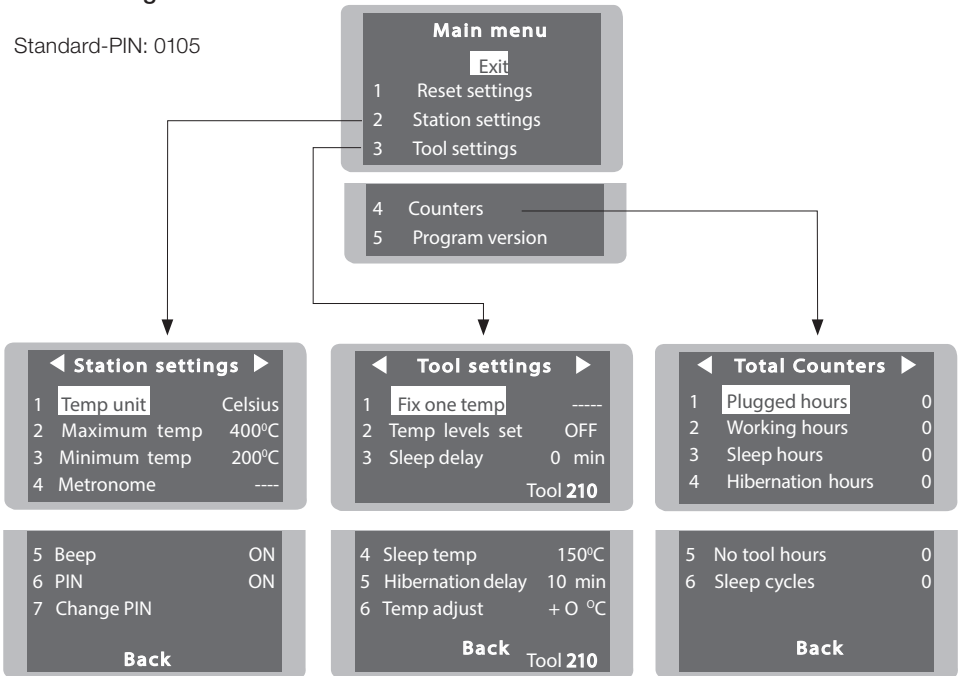 Standard-PIN: 0105
Main menu
Exit
1 Reset settings
2 Station settings
3 Tool settings
4 Counters
5 Program version
◀ Station settings ▶
1 Temp unit Celsius
2 Maximum temp 400⁰C
3 Minimum temp 200⁰C
4 Metronome ----
5 Beep ON
6 PIN ON
7 Change PIN
Back
◀ Tool settings ▶
1 Fix one temp -----
2 Temp levels set OFF
3 Sleep delay 0 min
Tool 210
4 Sleep temp 150⁰C
5 Hibernation delay 10 min
6 Temp adjust + O ⁰C
Back
Tool 210
◀ Total Counters ▶
1 Plugged hours 0
2 Working hours 0
3 Sleep hours 0
4 Hibernation hours 0
5 No tool hours 0
6 Sleep cycles 0
Back